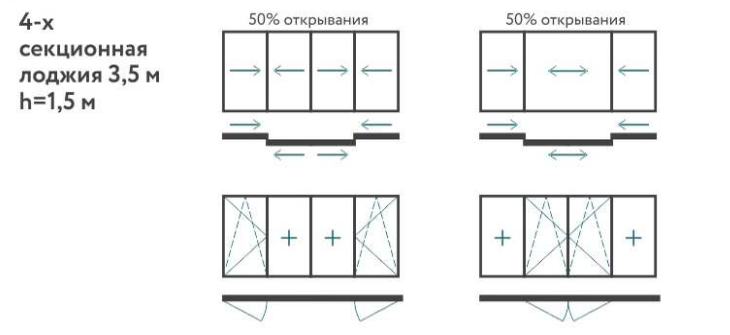 4-х
секционная
лоджия 3,5 м
h=1,5 м
50% открывания
50% открывания